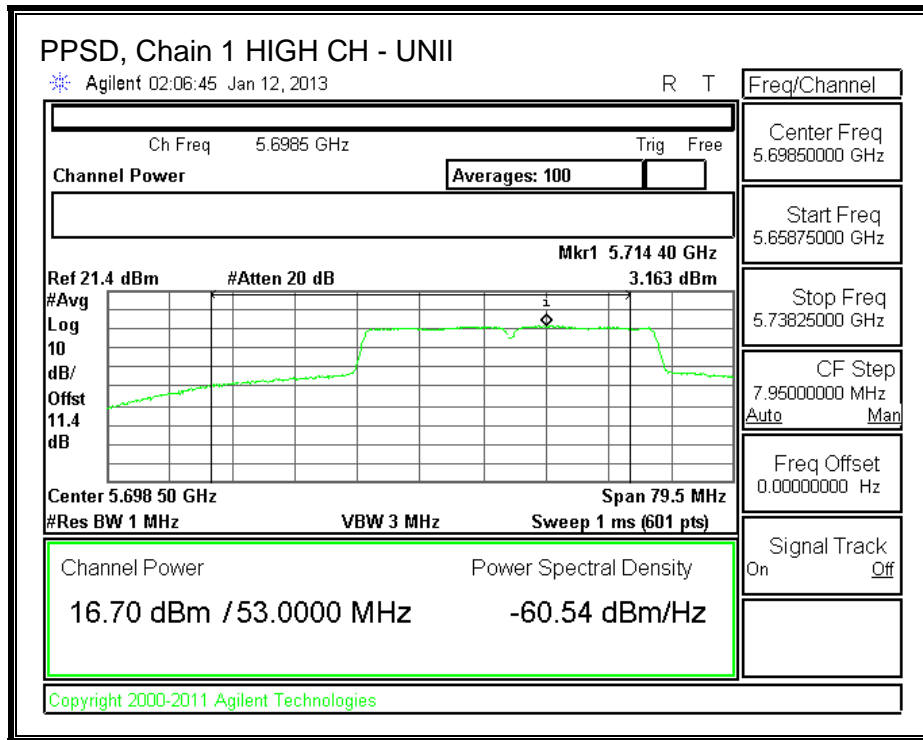 PPSD, Chain 1 HIGH CH - UNII
Agilent 02:06:45 Jan 12, 2013 R T
Freq/Channel
Ch Freq 5.6985 GHz Trig Free
Channel Power Averages: 100
Mkr1 5.714 40 GHz
Ref 21.4 dBm #Atten 20 dB 3.163 dBm
#Avg
Log
10
dB/
Offst
11.4
dB
1
Center 5.698 50 GHz Span 79.5 MHz
#Res BW 1 MHz VBW 3 MHz Sweep 1 ms (601 pts)
Channel Power Power Spectral Density
16.70 dBm / 53.0000 MHz -60.54 dBm/Hz
Center Freq
5.69850000 GHz
Start Freq
5.65875000 GHz
Stop Freq
5.73825000 GHz
CF Step
7.95000000 MHz
Auto Man
Freq Offset
0.00000000 Hz
Signal Track
On Off
Copyright 2000-2011 Agilent Technologies